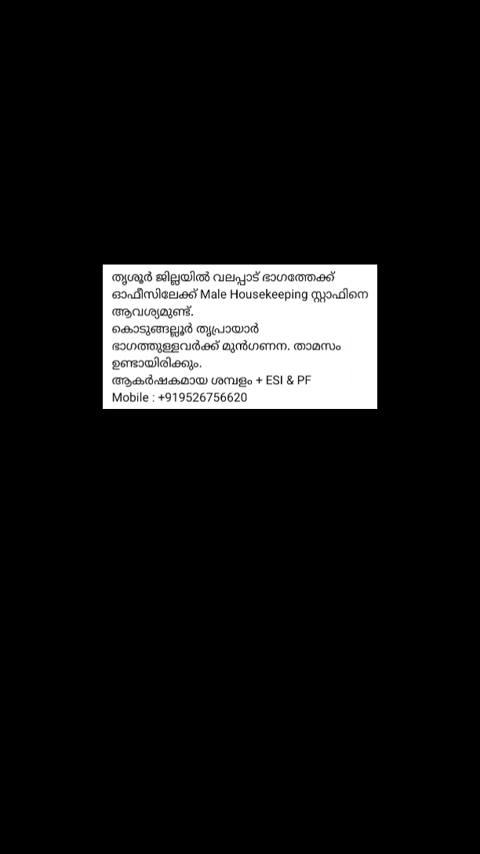 തൃശൂർ ജില്ലയിൽ വലപ്പാട് ഭാഗത്തേക്ക്
ഓഫീസിലേക്ക് Male Housekeeping സ്റ്റാഫിനെ
ആവശ്യമുണ്ട്.
കൊടുങ്ങല്ലൂർ തൃപ്രായാർ
ഭാഗത്തുള്ളവർക്ക് മുൻഗണന. താമസം
ഉണ്ടായിരിക്കും.
ആകർഷകമായ ശമ്പളം + ESI & PF
Mobile : +919526756620